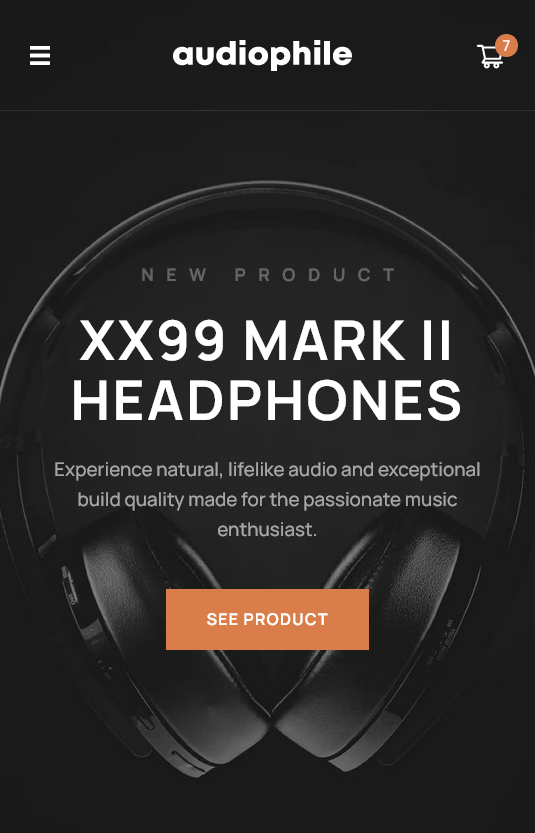 audiophile
7
NEW PRODUCT
XX99 MARK II
HEADPHONES
Experience natural, lifelike audio and exceptional
build quality made for the passionate music
enthusiast.
SEE PRODUCT